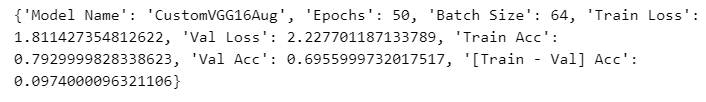 {'Model Name': 'CustomVGG16Aug', 'Epochs': 50, 'Batch Size': 64, 'Train Loss':
1.811427354812622, 'Val Loss': 2.227701187133789, 'Train Acc':
0.7929999828338623, 'Val Acc': 0.6955999732017517, '[Train - Val] Acc':
0.0974000096321106}